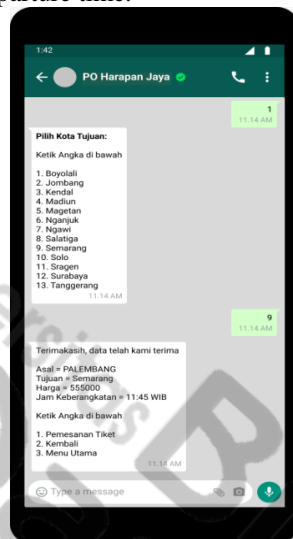 parture time.
1:42
PO Harapan Jaya
1
11.14 AM
Pilih Kota Tujuan:
Ketik Angka di bawah
1. Boyolali
2. Jombang
3. Kendal
4. Madiun
5. Magetan
6. Nganjuk
7. Ngawi
8. Salatiga
9. Semarang
10. Solo
11. Sragen
12. Surabaya
13. Tanggerang
11.14 AM
9
11.14 AM
Terimakasih, data telah kami terima
Asal = PALEMBANG
Tujuan = Semarang
Harga = 555000
Jam Keberangkatan = 11:45 WIB
Ketik Angka di bawah
1. Pemesanan Tiket
2. Kembali
3. Menu Utama
11.14 AM
Type a message